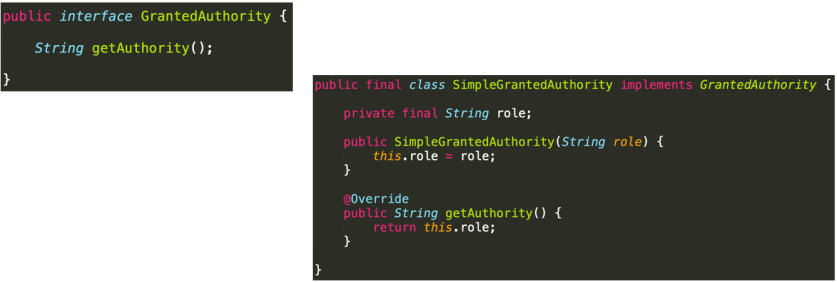 public interface GrantedAuthority {
String getAuthority();
}
public final class SimpleGrantedAuthority implements GrantedAuthority {
private final String role;
public SimpleGrantedAuthority(String role) {
this.role = role;
}
@Override
public String getAuthority() {
return this.role;
}
}